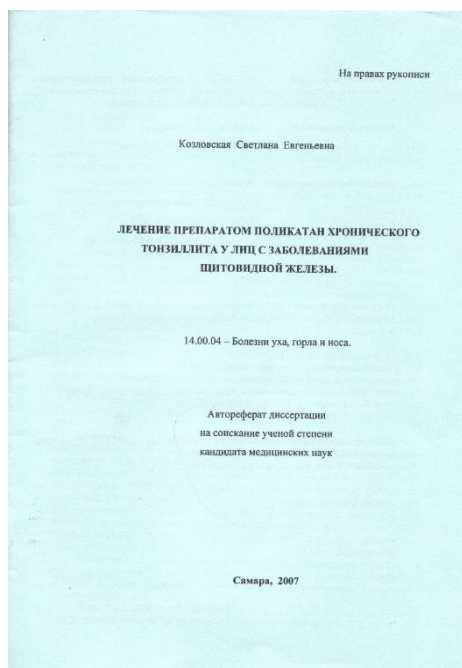 На правах рукописи
Козловская Светлана Евгеньевна
ЛЕЧЕНИЕ ПРЕПАРАТОМ ПОЛИКАТАН ХРОНИЧЕСКОГО
ТОНЗИЛЛИТА У ЛИЦ С ЗАБОЛЕВАНИЯМИ
ЩИТОВИДНОЙ ЖЕЛЕЗЫ.
14.00.04 – Болезни уха, горла и носа.
Автореферат диссертации
на соискание ученой степени
кандидата медицинских наук
Самара, 2007